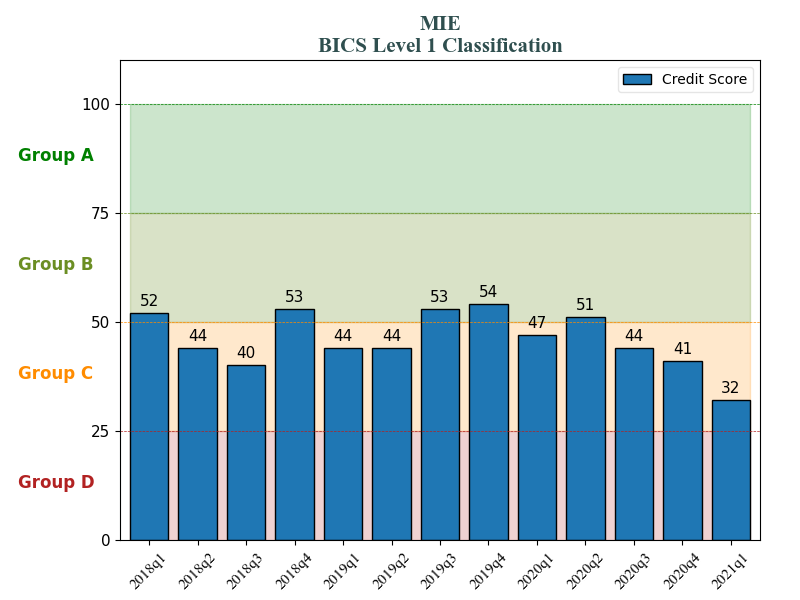 MIE
BICS Level 1 Classification
Credit Score
100
Group A
75
Group B
50
Group C
25
Group D
0
52
44
40
53
44
44
53
54
47
51
44
41
32
2018q1
2018q2
2018q3
2018q4
2019q1
2019q2
2019q3
2019q4
2020q1
2020q2
2020q3
2020q4
2021q1